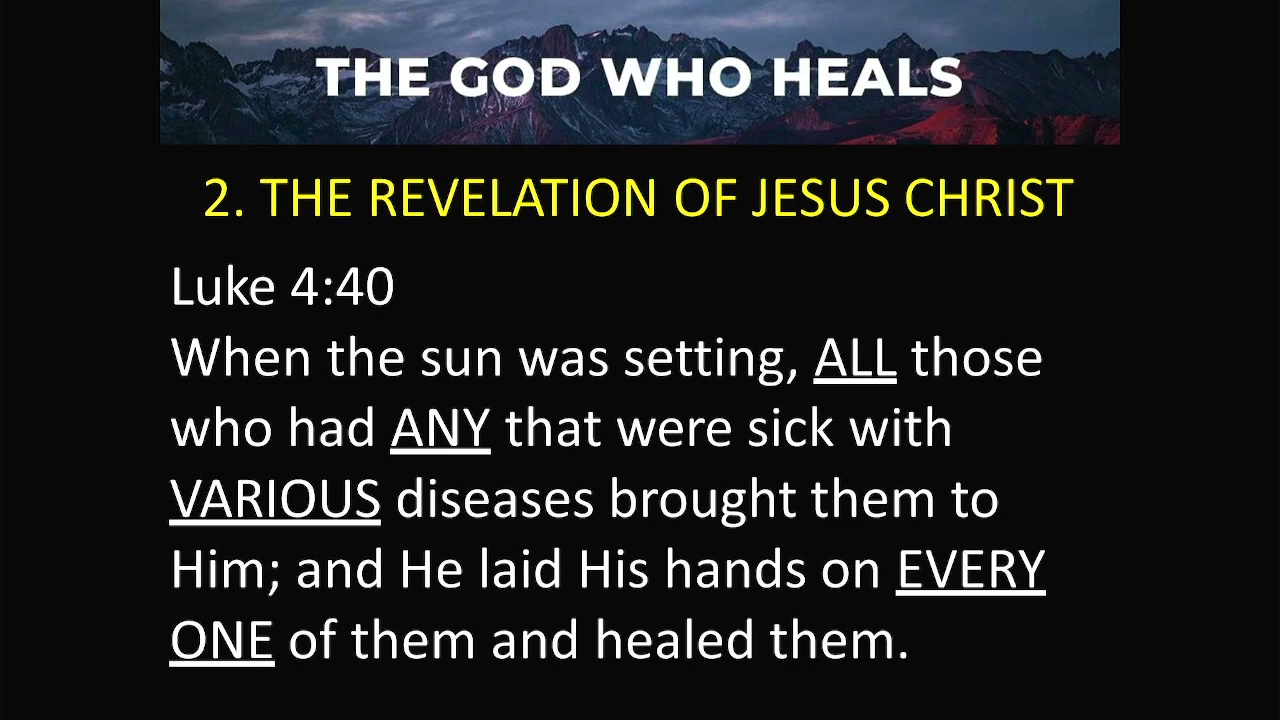 THE GOD WHO HEALS
2. THE REVELATION OF JESUS CHRIST
Luke 4:40
When the sun was setting, ALL those
who had ANY that were sick with
VARIOUS diseases brought them to
Him; and He laid His hands on EVERY
ONE of them and healed them.